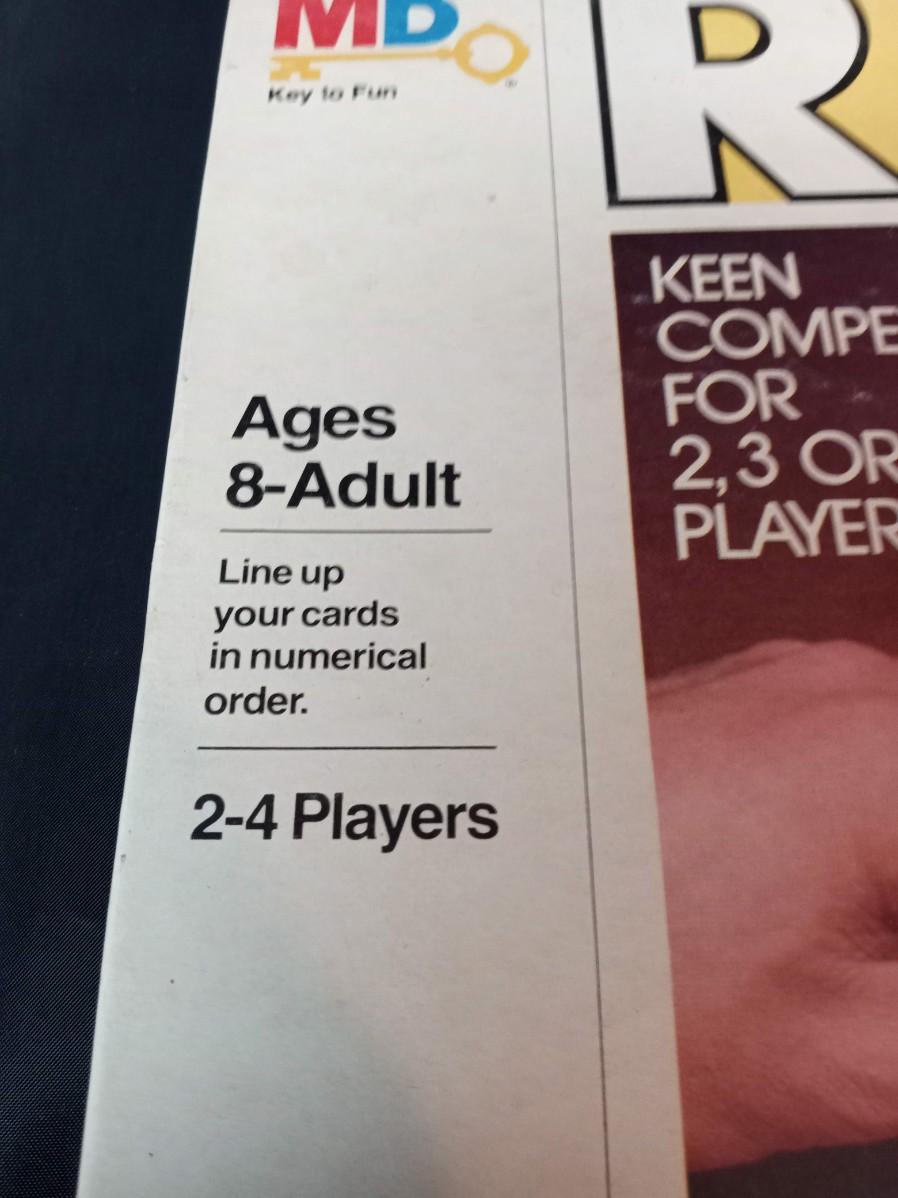 MB
Key to Fun
R
Ages
8-Adult
Line up
your cards
in numerical
order.
2-4 Players
KEEN
COMPE
FOR
2,3 OR
PLAYER